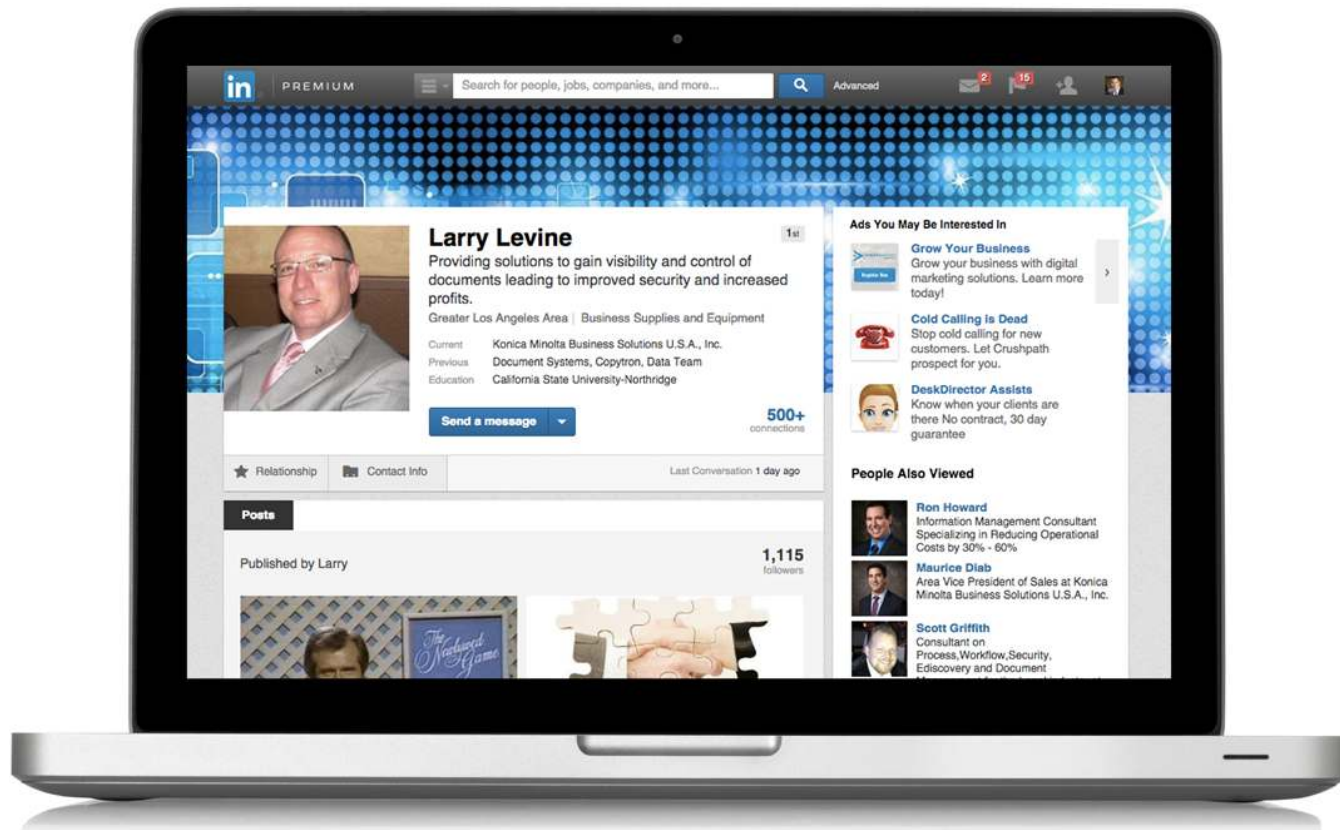 in PREMIUM
Search for people, jobs, companies, and more...
Advanced
2
15
Larry Levine
1st
Providing solutions to gain visibility and control of
documents leading to improved security and increased
profits.
Greater Los Angeles Area | Business Supplies and Equipment
Current Konica Minolta Business Solutions U.S.A., Inc.
Previous Document Systems, Copytron, Data Team
Education California State University-Northridge
Send a message
500+
connections
Relationship
Contact Info
Last Conversation 1 day ago
Posts
Published by Larry
1,115
followers
The
Newlywed
Game
Ads You May Be Interested In
Grow Your Business
Grow your business with digital
marketing solutions. Learn more
today!
Cold Calling is Dead
Stop cold calling for new
customers. Let Crushpath
prospect for you.
DeskDirector Assists
Know when your clients are
there No contract, 30 day
guarantee
People Also Viewed
Ron Howard
Information Management Consultant
Specializing in Reducing Operational
Costs by 30% - 60%
Maurice Diab
Area Vice President of Sales at Konica
Minolta Business Solutions U.S.A., Inc.
Scott Griffith
Consultant on
Process,Workflow,Security,
Ediscovery and Document